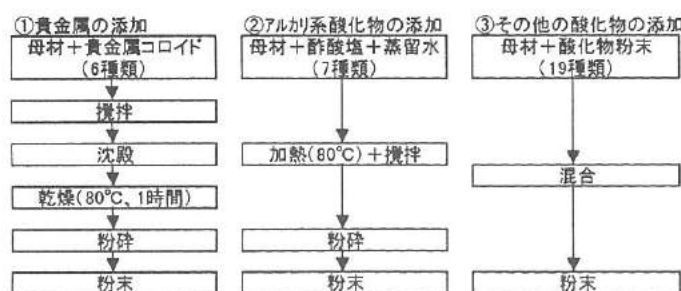 ①貴金属の添加
母材＋貴金属コロイド
(6種類)
攪拌
沈殿
乾燥(80℃、1時間)
粉砕
粉末
②アルカリ系酸化物の添加
母材＋酢酸塩＋蒸留水
(7種類)
加熱(80℃)＋攪拌
粉砕
粉末
③その他の酸化物の添加
母材＋酸化物粉末
(19種類)
混合
粉末